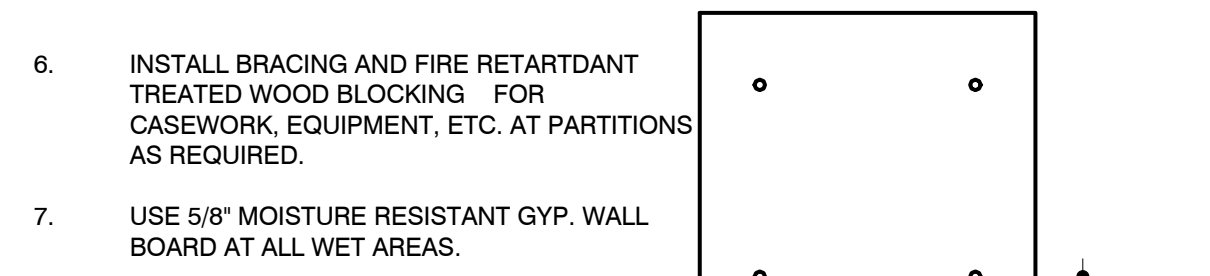 6. INSTALL BRACING AND FIRE RETARTDANT
TREATED WOOD BLOCKING FOR
CASEWORK, EQUIPMENT, ETC. AT PARTITIONS
AS REQUIRED.
7. USE 5/8" MOISTURE RESISTANT GYP. WALL
BOARD AT ALL WET AREAS.